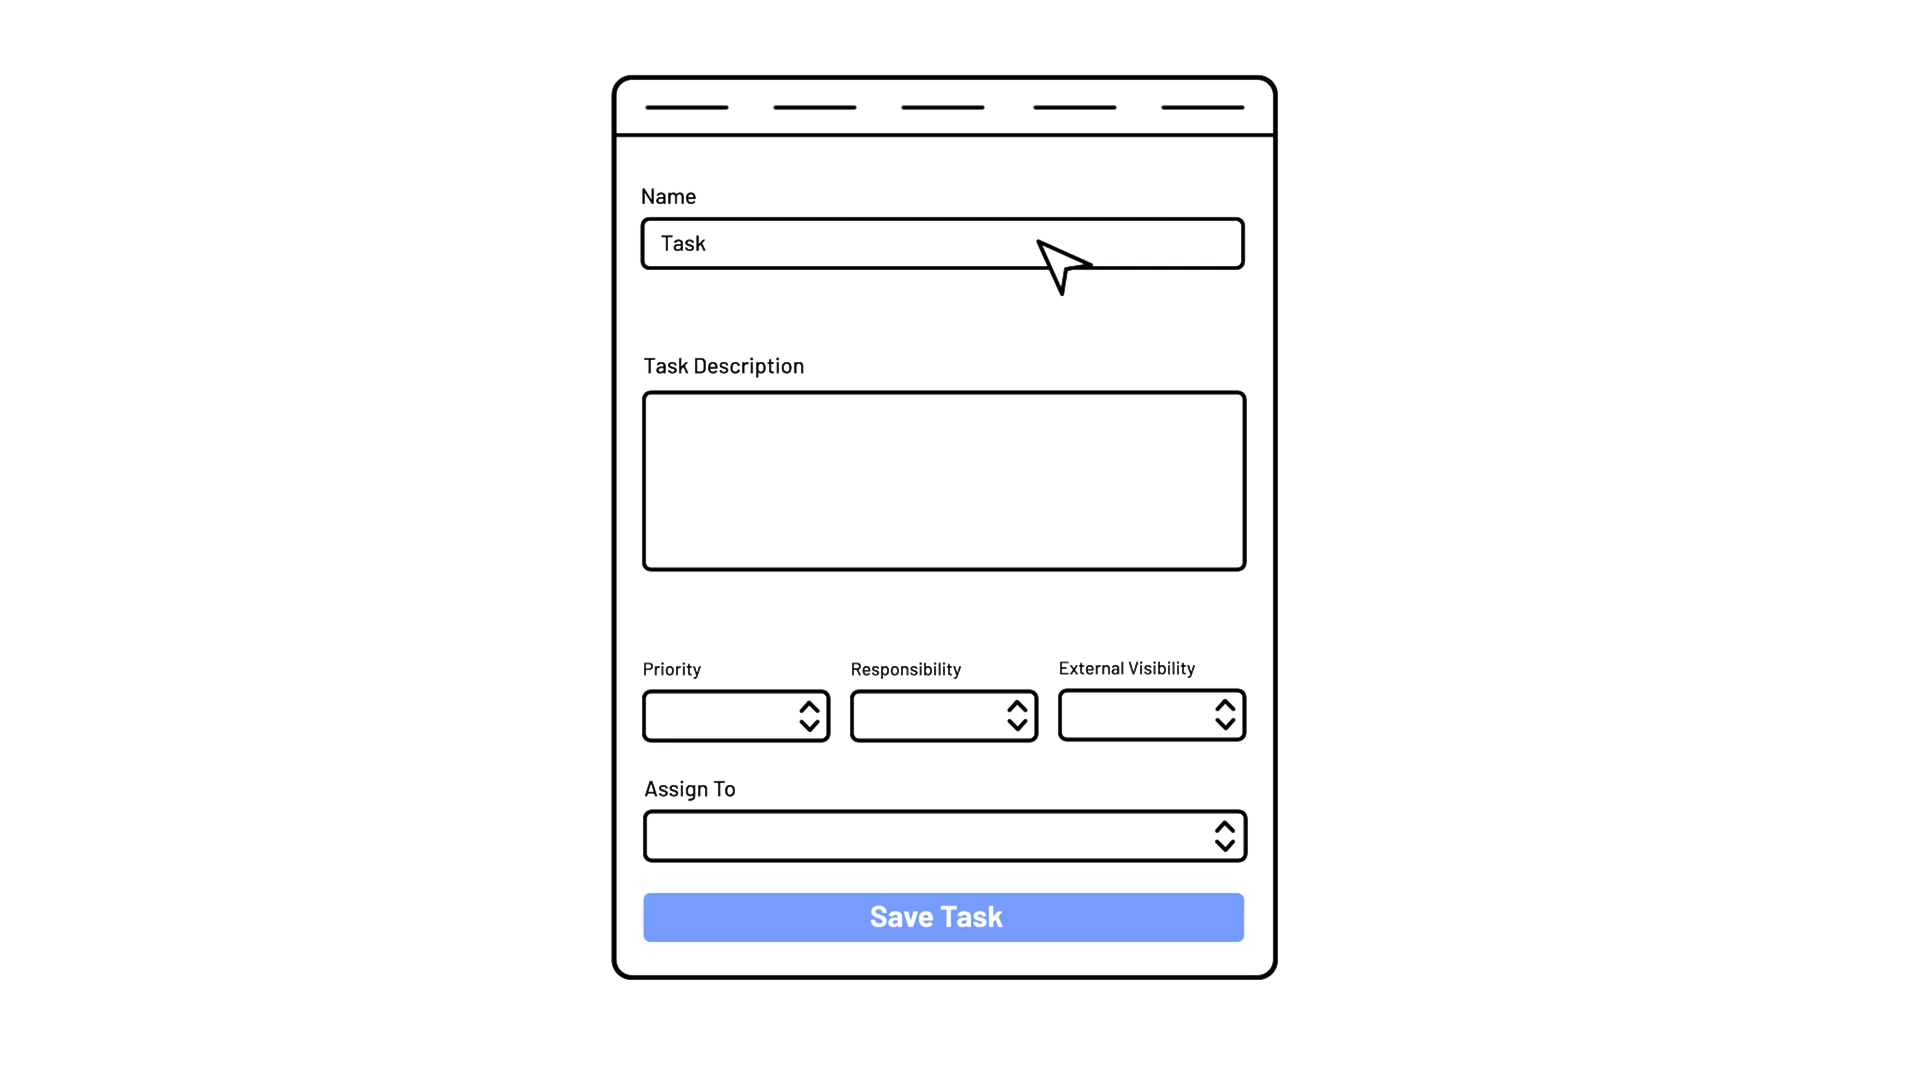 Name
Task
Task Description
Priority
Responsibility
External Visibility
Assign To
Save Task